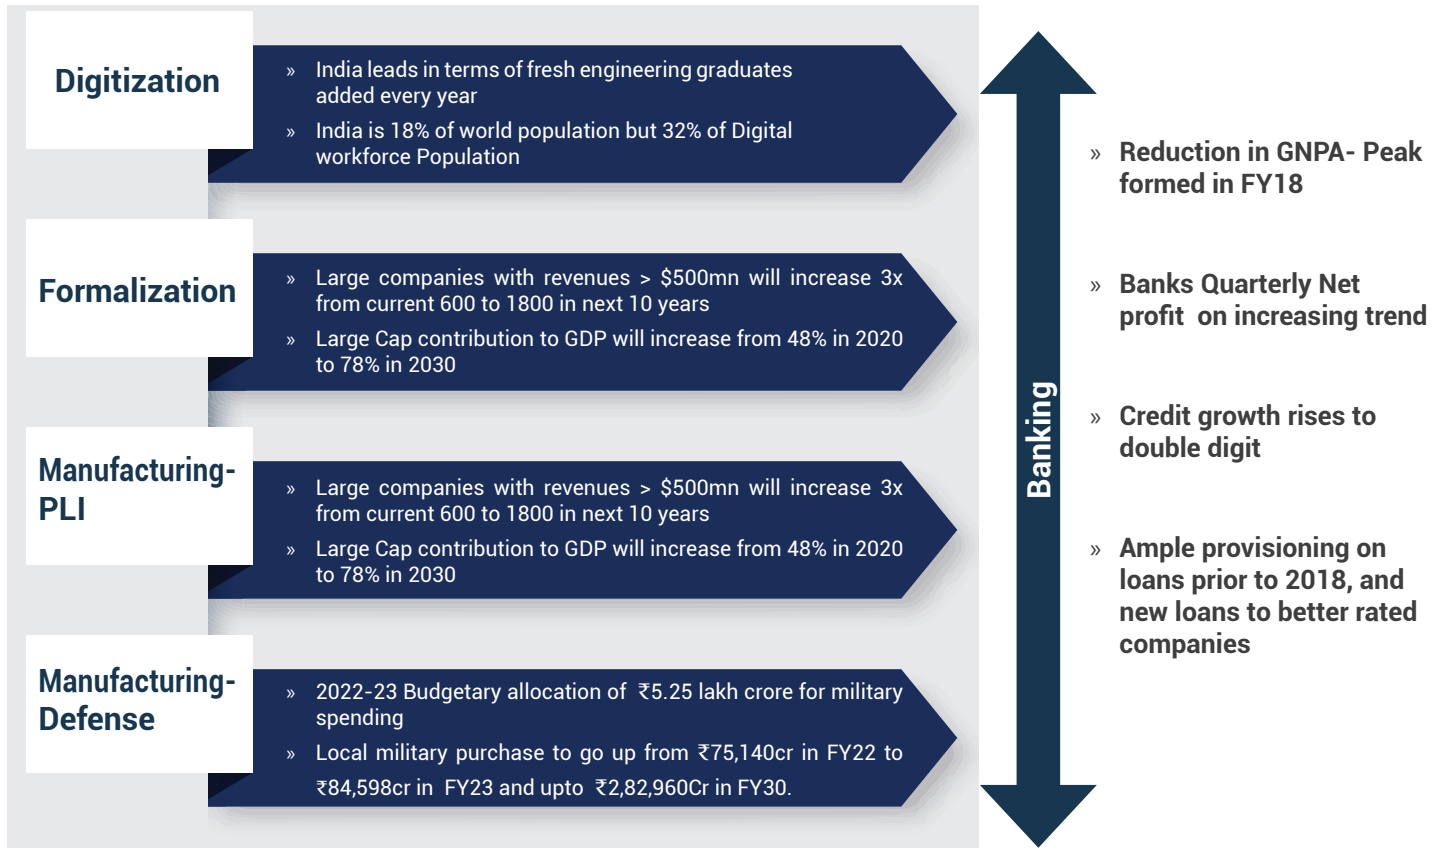 Digitization
» India leads in terms of fresh engineering graduates
added every year
» India is 18% of world population but 32% of Digital
workforce Population
Formalization
» Large companies with revenues > $500mn will increase 3x
from current 600 to 1800 in next 10 years
» Large Cap contribution to GDP will increase from 48% in 2020
to 78% in 2030
Manufacturing-
PLI
» Large companies with revenues > $500mn will increase 3x
from current 600 to 1800 in next 10 years
» Large Cap contribution to GDP will increase from 48% in 2020
to 78% in 2030
Manufacturing-
Defense
» 2022-23 Budgetary allocation of ₹5.25 lakh crore for military
spending
» Local military purchase to go up from ₹75,140cr in FY22 to
₹84,598cr in FY23 and upto ₹2,82,960Cr in FY30.
Banking
» Reduction in GNPA- Peak
formed in FY18
» Banks Quarterly Net
profit on increasing trend
» Credit growth rises to
double digit
» Ample provisioning on
loans prior to 2018, and
new loans to better rated
companies